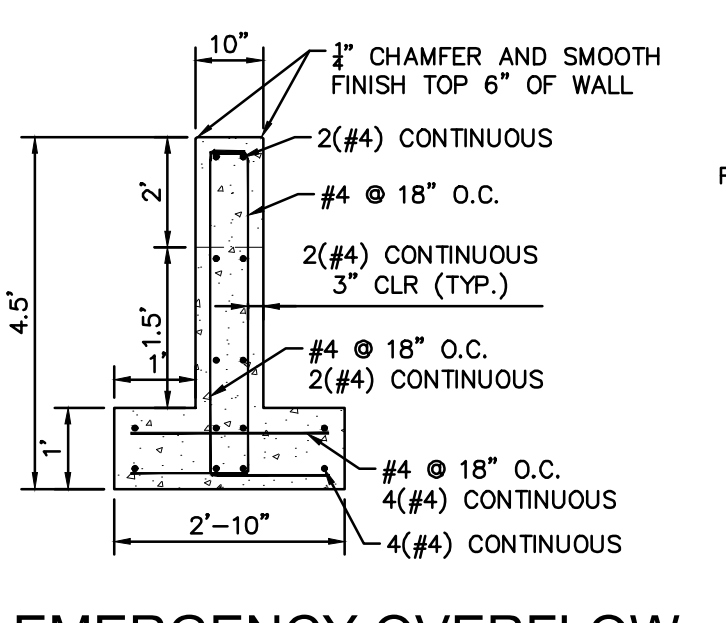 10"
¼" CHAMFER AND SMOOTH
FINISH TOP 6" OF WALL
2(#4) CONTINUOUS
2'
#4 @ 18" O.C.
2(#4) CONTINUOUS
3" CLR (TYP.)
4.5'
1.5'
1'
#4 @ 18" O.C.
2(#4) CONTINUOUS
1'
#4 @ 18" O.C.
4(#4) CONTINUOUS
2'-10"
4(#4) CONTINUOUS
EMERGENCY OVERFLOW